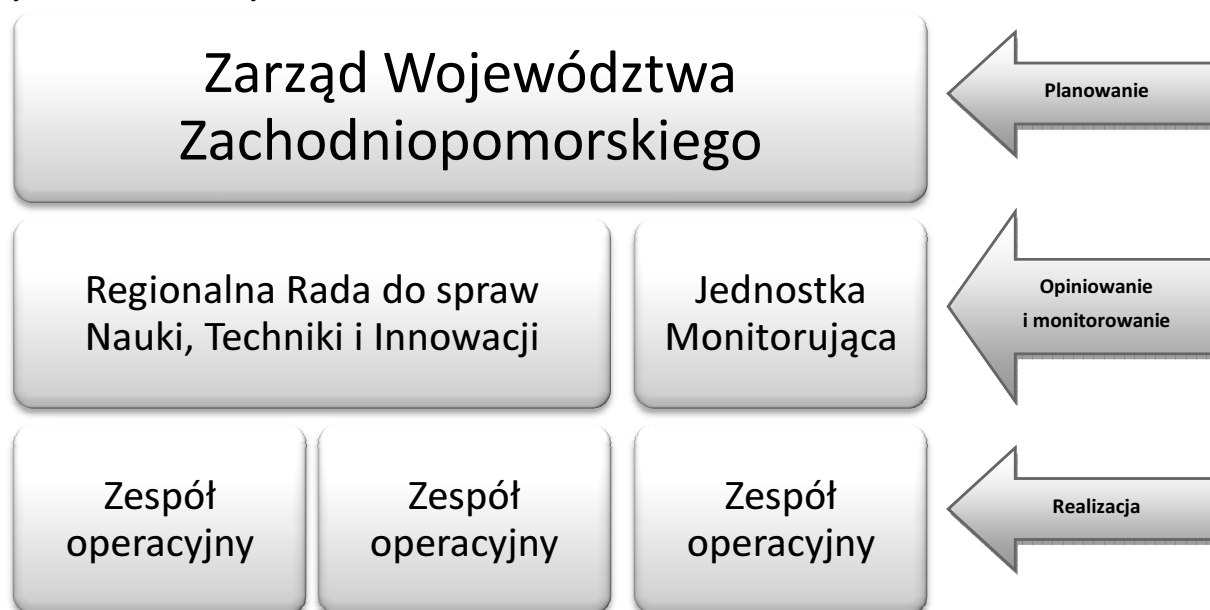 Zarząd Województwa
Zachodniopomorskiego
Planowanie
Regionalna Rada do spraw
Nauki, Techniki i Innowacji
Jednostka
Monitorująca
Opiniowanie
i monitorowanie
Zespół
operacyjny
Zespół
operacyjny
Zespół
operacyjny
Realizacja